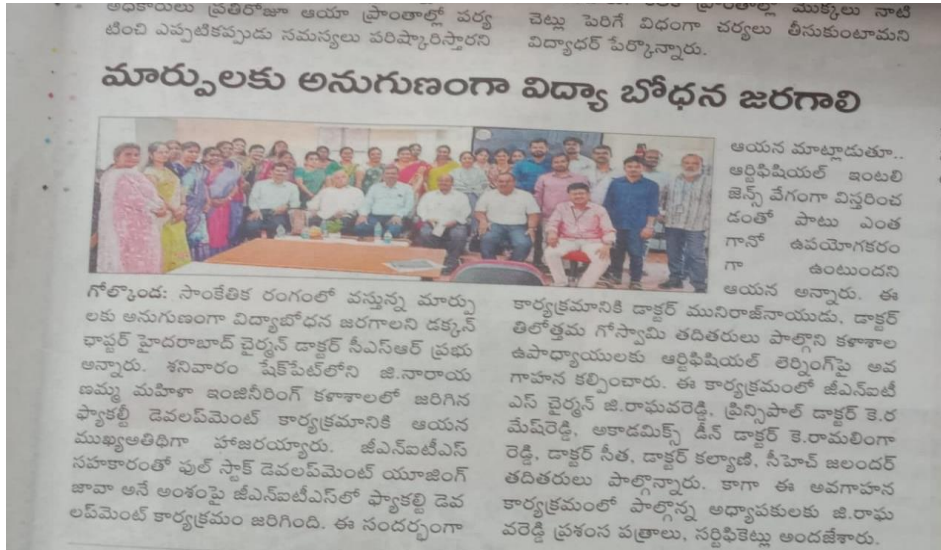 అధికారులు ప్రతిరోజూ ఆయా ప్రాంతాల్లో పర్య
టించి ఎప్పటికప్పుడు సమస్యలు పరిష్కారిస్తారని
ప్రాంతాల్లో మొక్కలు నాటి
చెట్లు పెరిగే విధంగా చర్యలు తీసుకుంటామని
విద్యాధర్ పేర్కొన్నారు.
మార్పులకు అనుగుణంగా విద్యా బోధన జరగాలి
గోల్కొండ: సాంకేతిక రంగంలో వస్తున్న మార్పు
లకు అనుగుణంగా విద్యాబోధన జరగాలని డక్కన్
ఛాప్టర్ హైదరాబాద్ చైర్మన్ డాక్టర్ సీఎస్ఆర్ ప్రభు
అన్నారు. శనివారం షేక్‌పేట్‌లోని జి.నారాయ
ణమ్మ మహిళా ఇంజినీరింగ్ కళాశాలలో జరిగిన
ఫ్యాకల్టీ డెవలప్‌మెంట్ కార్యక్రమానికి ఆయన
ముఖ్యఅతిథిగా హాజరయ్యారు. జీఎన్ఐటీఎస్
సహకారంతో ఫుల్ స్టాక్ డెవలప్‌మెంట్ యూజింగ్
జావా అనే అంశంపై జీఎన్ఐటీఎస్‌లో ఫ్యాకల్టీ డెవ
లప్‌మెంట్ కార్యక్రమం జరిగింది. ఈ సందర్భంగా
ఆయన మాట్లాడుతూ..
ఆర్టిఫిషియల్ ఇంటలి
జెన్స్ వేగంగా విస్తరించ
డంతో పాటు ఎంత
గానో ఉపయోగకరం
గా ఉంటుందని
ఆయన అన్నారు. ఈ
కార్యక్రమానికి డాక్టర్ మునిరాజ్‌నాయుడు, డాక్టర్
తిలోత్తమ గోస్వామి తదితరులు పాల్గొని కళాశాల
ఉపాధ్యాయులకు ఆర్టిఫిషియల్ లెర్నింగ్‌పై అవ
గాహన కల్పించారు. ఈ కార్యక్రమంలో జీఎన్ఐటీ
ఎస్ చైర్మన్ జి.రాఘవరెడ్డి, ప్రిన్సిపాల్ డాక్టర్ కె.ర
మేష్‌రెడ్డి, అకాడమిక్స్ డీన్ డాక్టర్ కె.రామలింగా
రెడ్డి, డాక్టర్ సీత, డాక్టర్ కల్యాణి, సీహెచ్ జలందర్
తదితరులు పాల్గొన్నారు. కాగా ఈ అవగాహన
కార్యక్రమంలో పాల్గొన్న అధ్యాపకులకు జి.రాఘ
వరెడ్డి ప్రశంస పత్రాలు, సర్టిఫికెట్లు అందజేశారు.